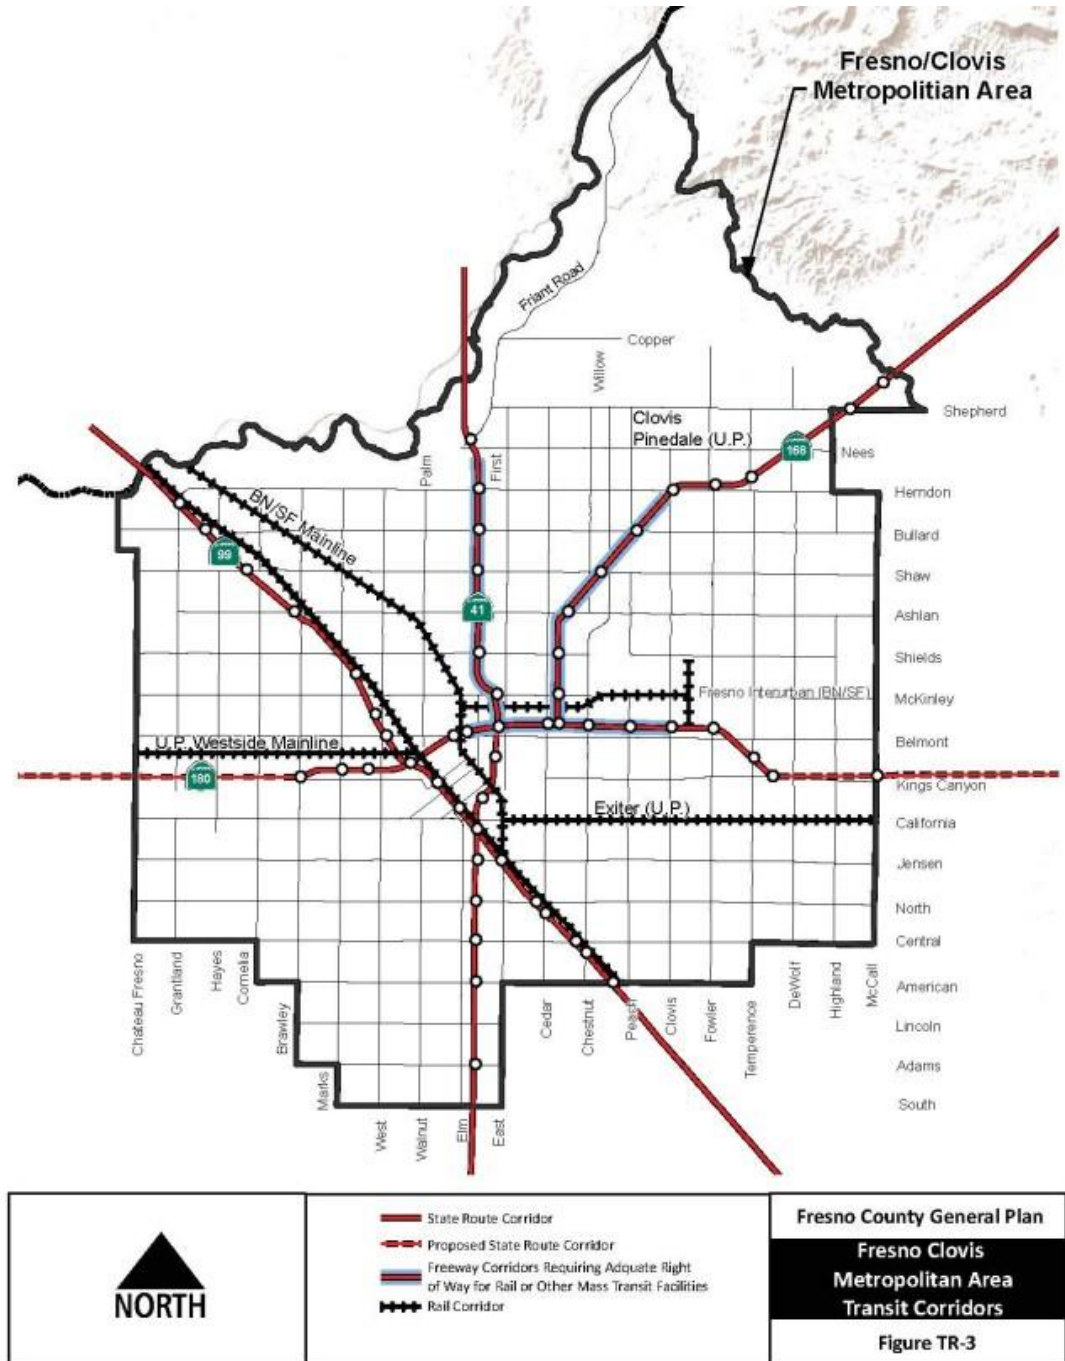 Fresno/Clovis
Metropolitian Area
Friant Road
Copper
Willow
Clovis
Pinedale (U.P.)
Shepherd
168
Nees
Palm
First
BN/SF Mainline
99
41
Herndon
Bullard
Shaw
Ashlan
Shields
Fresno Interurban (BN/SF)
McKinley
U.P. Westside Mainline
Belmont
180
Kings Canyon
Exiter (U.P.)
California
Jensen
North
Central
American
Lincoln
Adams
South
Chateau Fresno
Grantland
Hayes
Cornelia
Brawley
Marks
West
Walnut
Elm
East
Cedar
Chestnut
Peach
Clovis
Fowler
Temperence
DeWolf
Highland
McCall
NORTH
State Route Corridor
Proposed State Route Corridor
Freeway Corridors Requiring Adquate Right
of Way for Rail or Other Mass Transit Facilities
Rail Corridor
Fresno County General Plan
Fresno Clovis
Metropolitan Area
Transit Corridors
Figure TR-3